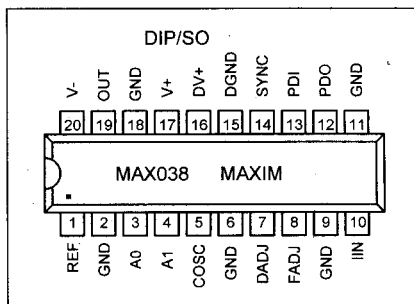 DIP/SO
V- OUT GND V+ DV+ DGND SYNC PDI PDO GND
20 19 18 17 16 15 14 13 12 11
MAX038 MAXIM
1 2 3 4 5 6 7 8 9 10
REF GND A0 A1 COSC GND DADJ FADJ GND IIN